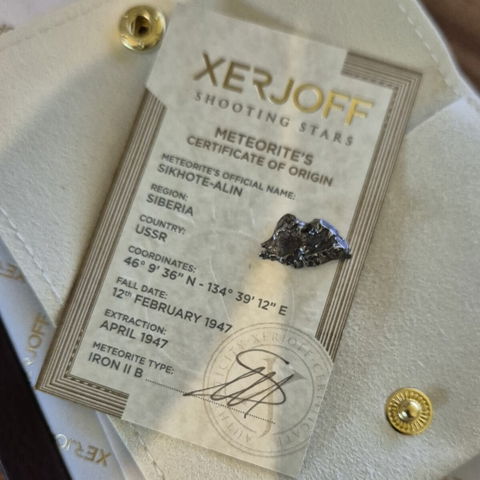 XERJOFF
SHOOTING STARS
METEORITE'S
CERTIFICATE OF ORIGIN
METEORITE'S OFFICIAL NAME:
SIKHOTE-ALIN
REGION:
SIBERIA
COUNTRY:
USSR
COORDINATES:
46° 9' 36" N - 134° 39' 12" E
FALL DATE:
12th FEBRUARY 1947
EXTRACTION:
APRIL 1947
METEORITE TYPE:
IRON II B
XERJOFF